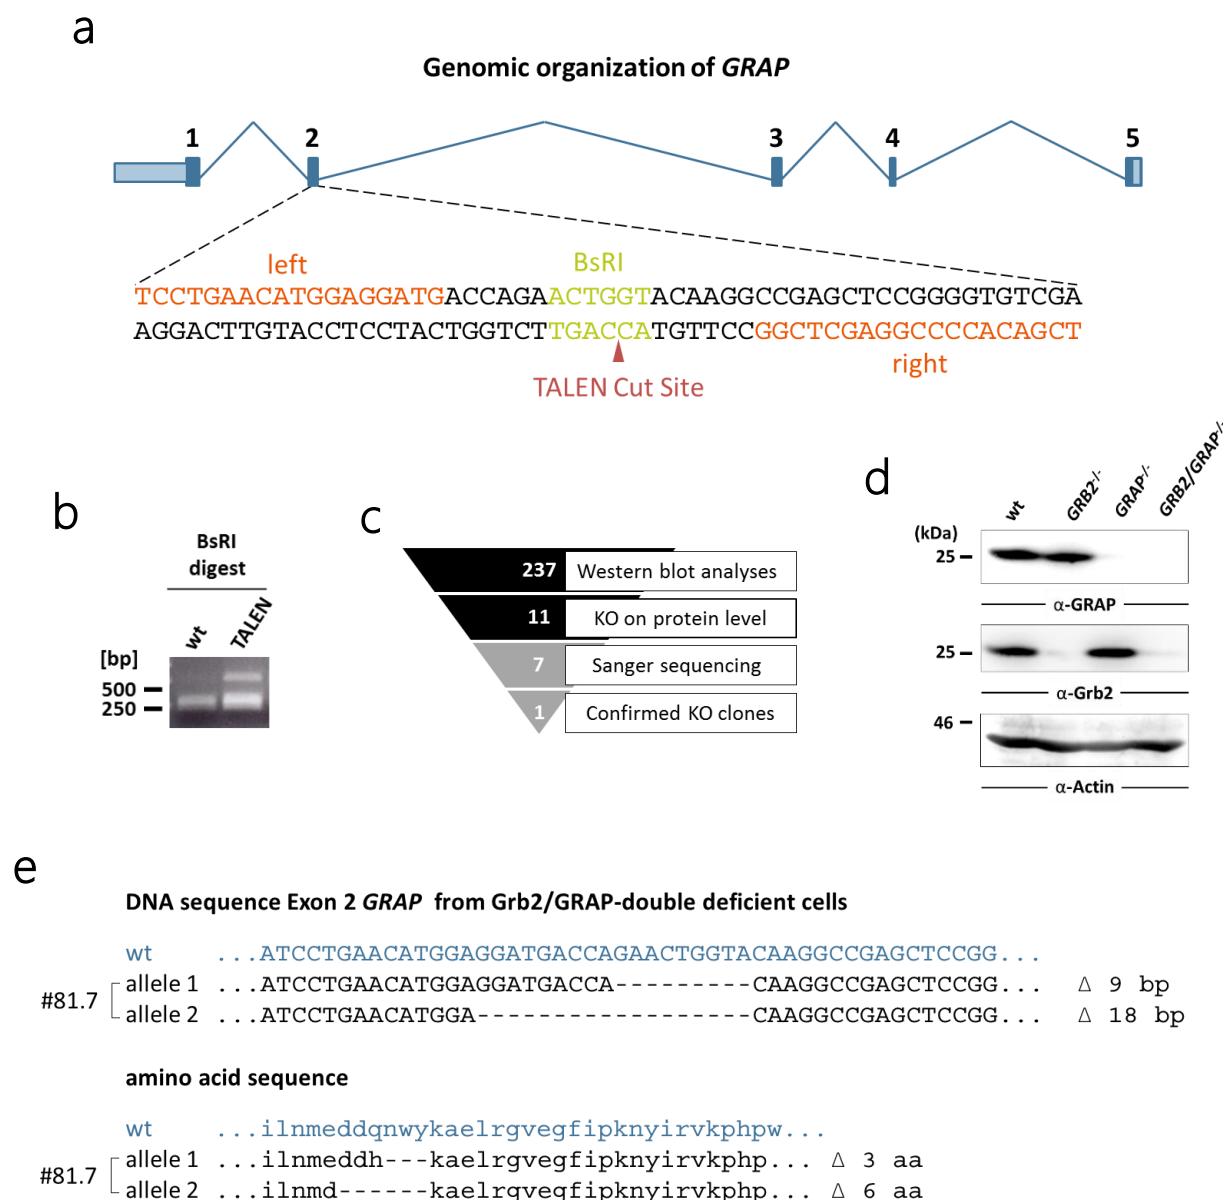 a
Genomic organization of GRAP
1 2 3 4 5
left BsRI
TCCTGAACATGGAGGATGACCAGAACTGGTACAAGGCCGAGCTCCGGGGTGTCGA
AGGACTTGTACCTCCTACTGGTCTTGACCATGTTCCGGCTCGAGGCCCCACAGCT
right
TALEN Cut Site
b
BsRI
digest
wt TALEN
[bp]
500
250
c
237 Western blot analyses
11 KO on protein level
7 Sanger sequencing
1 Confirmed KO clones
d
wt GRB2-/- GRAP-/- GRB2/GRAP-/-
(kDa)
25
α-GRAP
25
α-Grb2
46
α-Actin
e
DNA sequence Exon 2 GRAP from Grb2/GRAP-double deficient cells
wt ...ATCCTGAACATGGAGGATGACCAGAACTGGTACAAGGCCGAGCTCCGG...
#81.7
allele 1 ...ATCCTGAACATGGAGGATGACCA---------CAAGGCCGAGCTCCGG... Δ 9 bp
allele 2 ...ATCCTGAACATGGA------------------CAAGGCCGAGCTCCGG... Δ 18 bp
amino acid sequence
wt ...ilnmeddqnwykaelrgvegfipknyirvkphpw...
#81.7
allele 1 ...ilnmeddh---kaelrgvegfipknyirvkphp... Δ 3 aa
allele 2 ...ilnmd------kaelrgvegfipknyirvkphp... Δ 6 aa